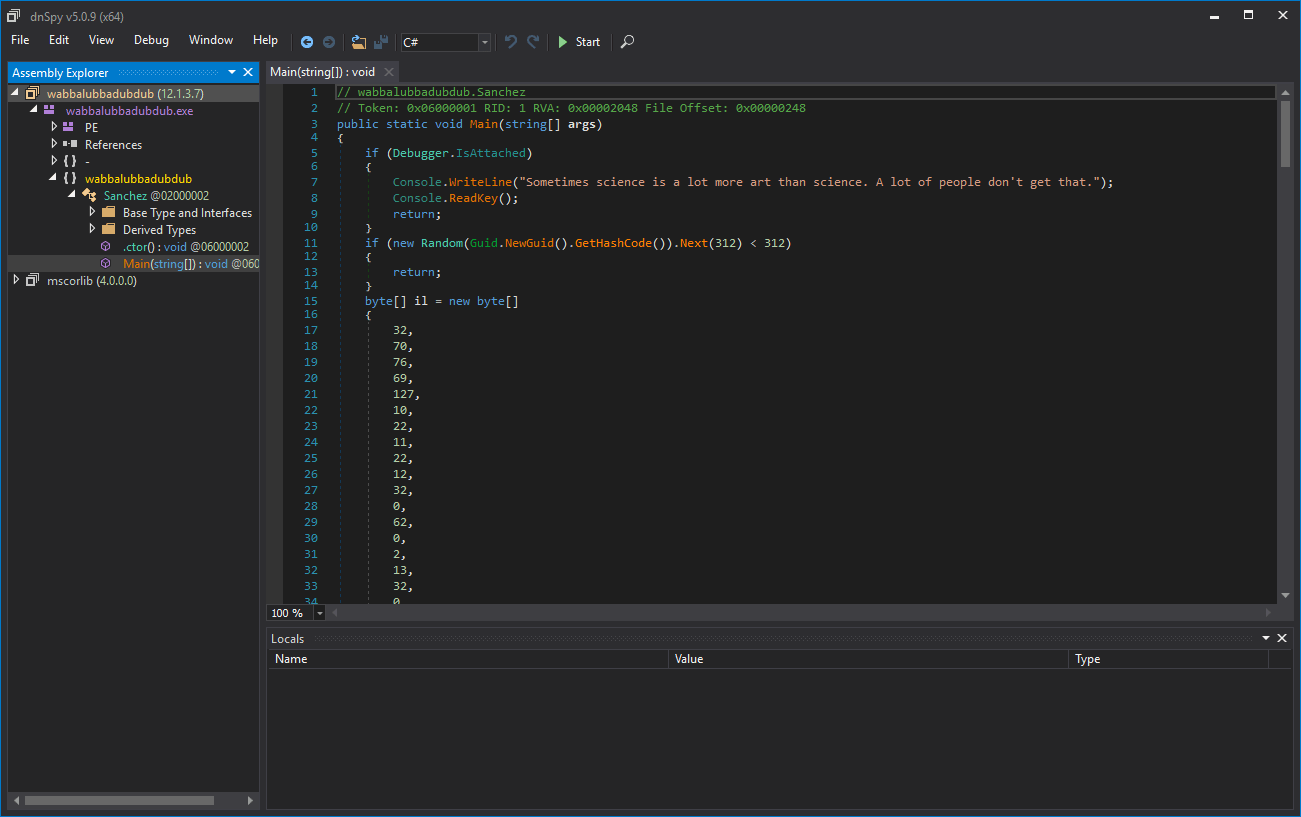 dnSpy v5.0.9 (x64)
File Edit View Debug Window Help C# Start
Assembly Explorer
wabbalubbadubdub (12.1.3.7)
wabbalubbadubdub.exe
PE
References
{ } -
{ } wabbalubbadubdub
Sanchez @02000002
Base Type and Interfaces
Derived Types
.ctor() : void @06000002
Main(string[]) : void @060
mscorlib (4.0.0.0)
Main(string[]) : void
1 // wabbalubbadubdub.Sanchez
2 // Token: 0x06000001 RID: 1 RVA: 0x00002048 File Offset: 0x00000248
3 public static void Main(string[] args)
4 {
5 if (Debugger.IsAttached)
6 {
7 Console.WriteLine("Sometimes science is a lot more art than science. A lot of people don't get that.");
8 Console.ReadKey();
9 return;
10 }
11 if (new Random(Guid.NewGuid().GetHashCode()).Next(312) < 312)
12 {
13 return;
14 }
15 byte[] il = new byte[]
16 {
17 32,
18 70,
19 76,
20 69,
21 127,
22 10,
23 22,
24 11,
25 22,
26 12,
27 32,
28 0,
29 62,
30 0,
31 2,
32 13,
33 32,
34 0
100 %
Locals
Name Value Type